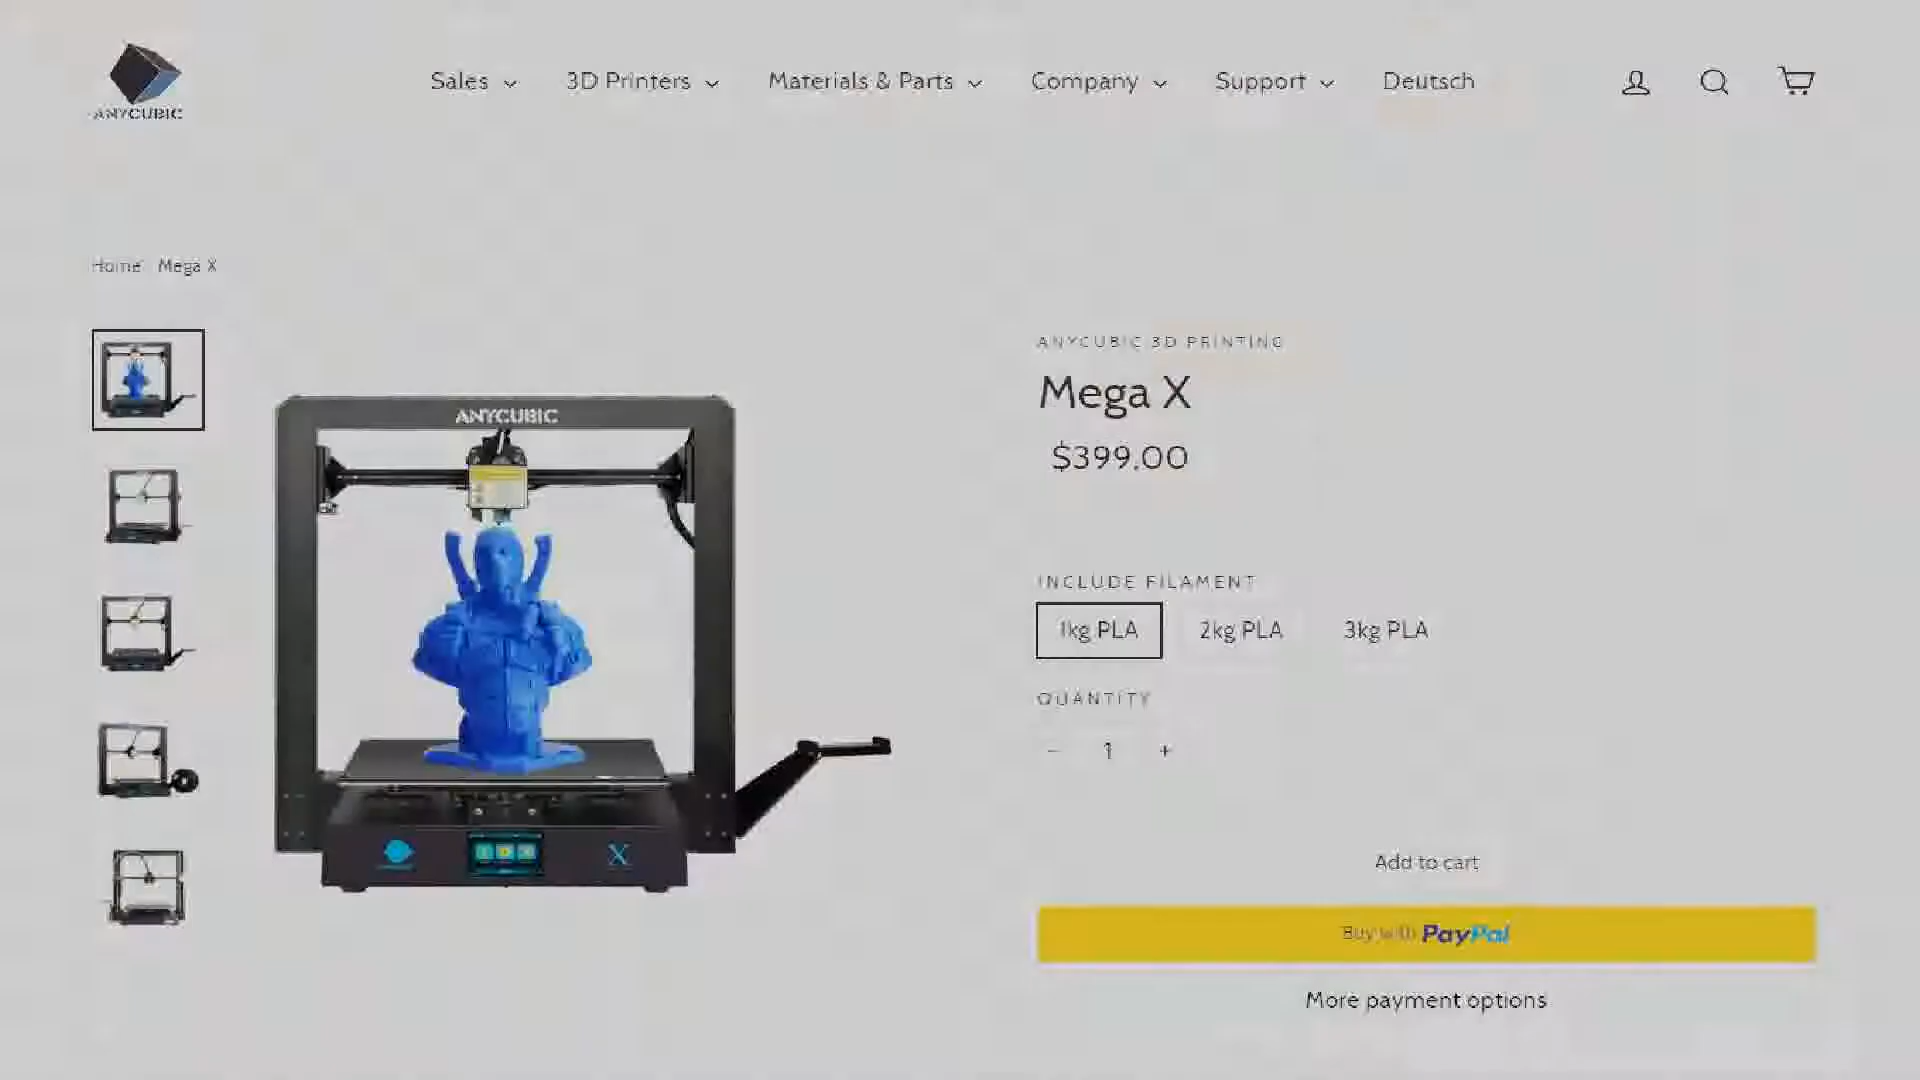 ANYCUBIC
Sales
3D Printers
Materials & Parts
Company
Support
Deutsch
Home
Mega X
ANYCUBIC
X
ANYCUBIC 3D PRINTING
Mega X
$399.00
INCLUDE FILAMENT
1kg PLA
2kg PLA
3kg PLA
QUANTITY
− 1 +
Add to cart
Buy with PayPal
More payment options